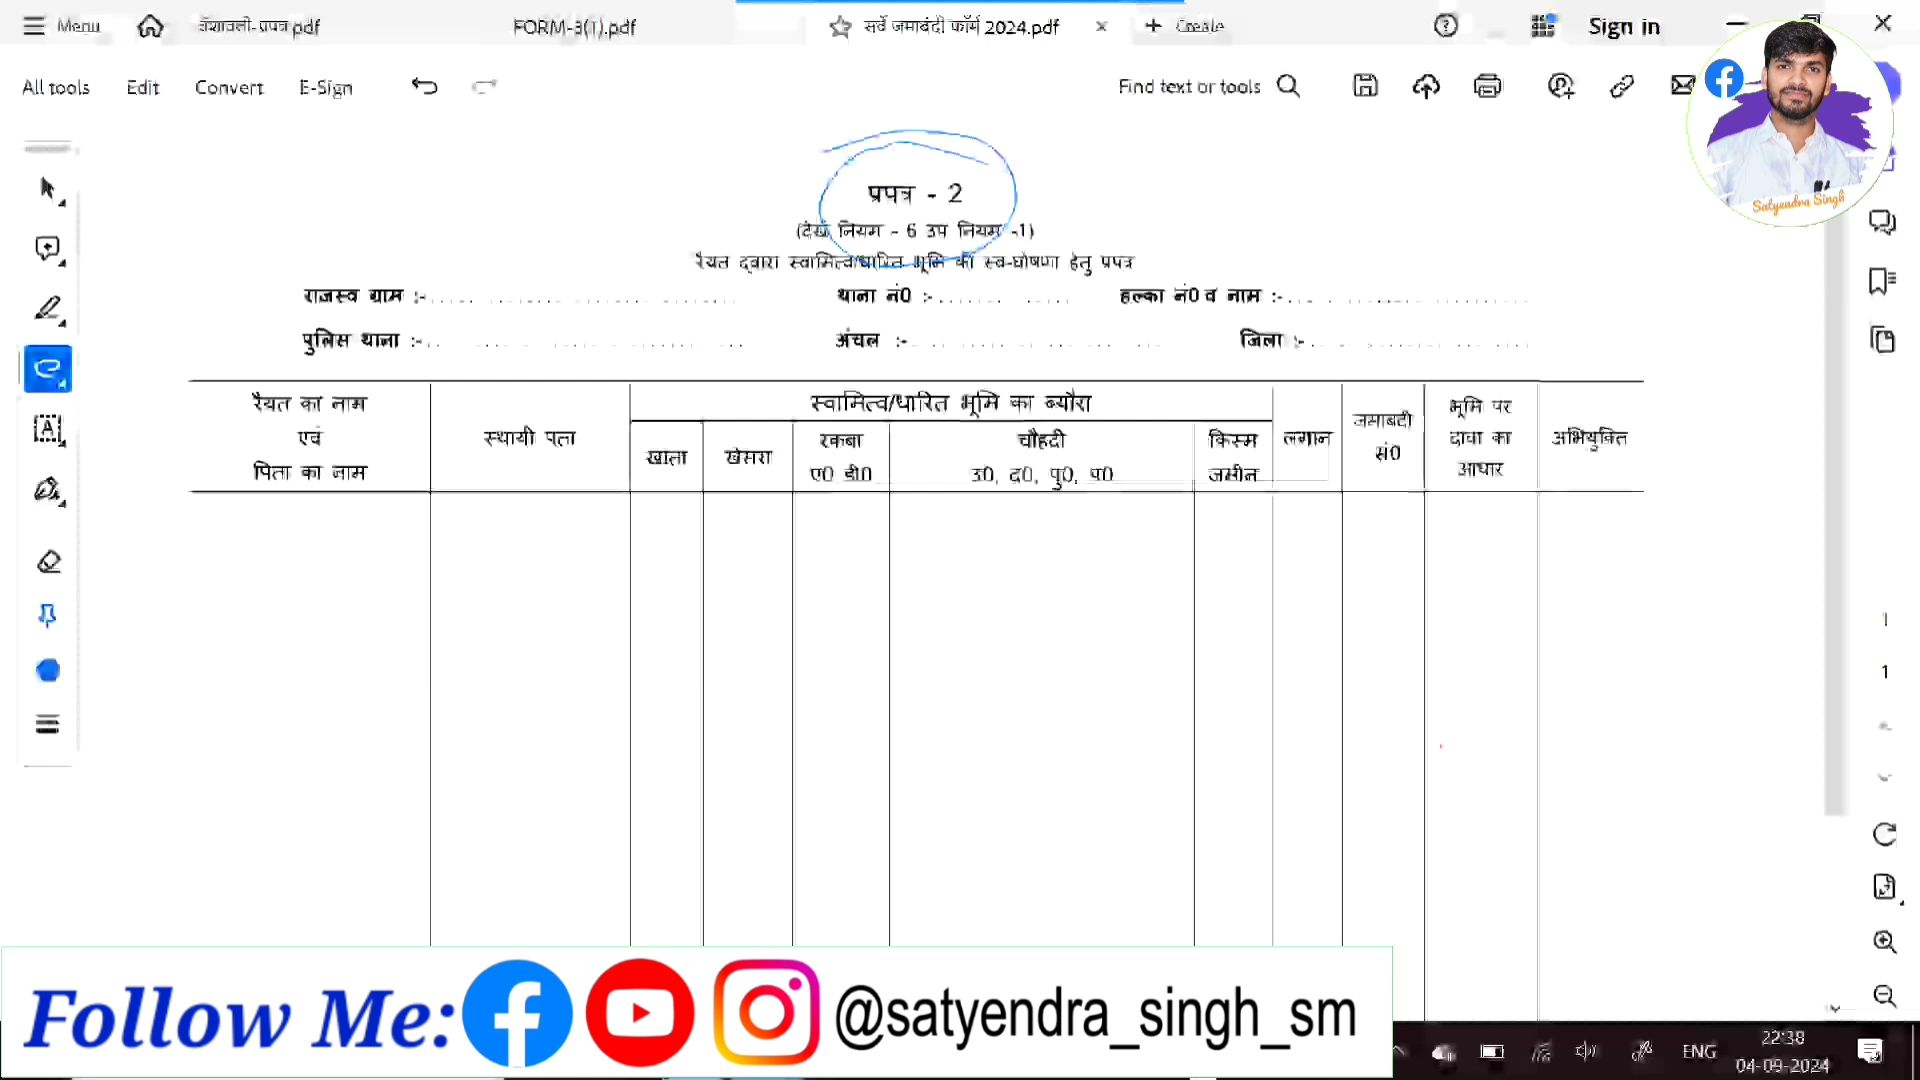 Menu
वंशावली-प्रपत्र.pdf
FORM-3(1).pdf
सर्वे जमाबंदी फॉर्म 2024.pdf
Create
Sign in
All tools
Edit
Convert
E-Sign
Find text or tools
Satyendra Singh
प्रपत्र - 2
(देखें नियम - 6 उप नियम -1)
रैयत द्वारा स्वामित्व/धारित भूमि की स्व-घोषणा हेतु प्रपत्र
राजस्व ग्राम :- थाना नं0 :- हल्का नं0 व नाम :-
पुलिस थाना :- अंचल :- जिला :-
रैयत का नाम
एवं
पिता का नाम
स्थायी पता
स्वामित्व/धारित भूमि का ब्यौरा
खाता
खेसरा
रकबा
ए0 डी0
चौहदी
उ0, द0, पु0, प0
किस्म
जमीन
लगान
जमाबंदी
सं0
भूमि पर
दावा का
आधार
अभियुक्ति
1
1
Follow Me: @satyendra_singh_sm
ENG
22:38
04-09-2024